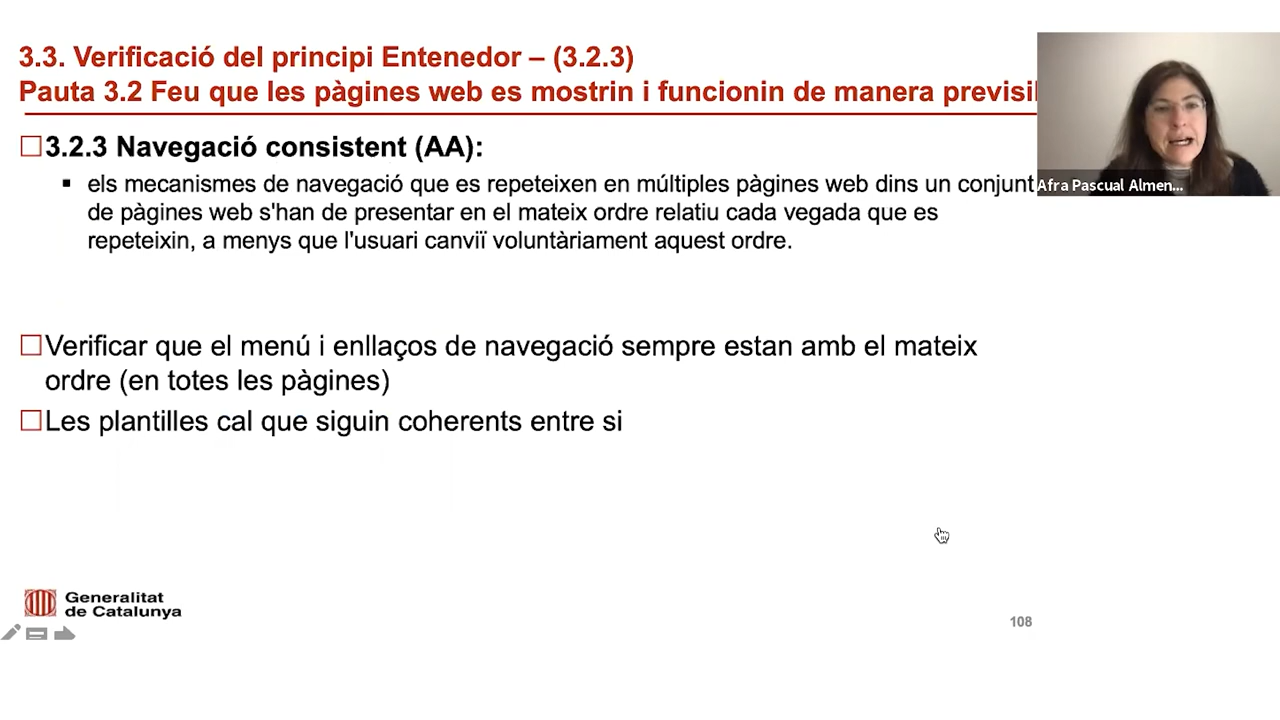 3.3. Verificació del principi Entenedor – (3.2.3)
Pauta 3.2 Feu que les pàgines web es mostrin i funcionin de manera
3.2.3 Navegació consistent (AA):
els mecanismes de navegació que es repeteixen en múltiples pàgines web dins un conjunt
de pàgines web s'han de presentar en el mateix ordre relatiu cada vegada que es
repeteixin, a menys que l'usuari canviï voluntàriament aquest ordre.
Verificar que el menú i enllaços de navegació sempre estan amb el mateix
ordre (en totes les pàgines)
Les plantilles cal que siguin coherents entre si
Generalitat
de Catalunya
108
Afra Pascual Almen...